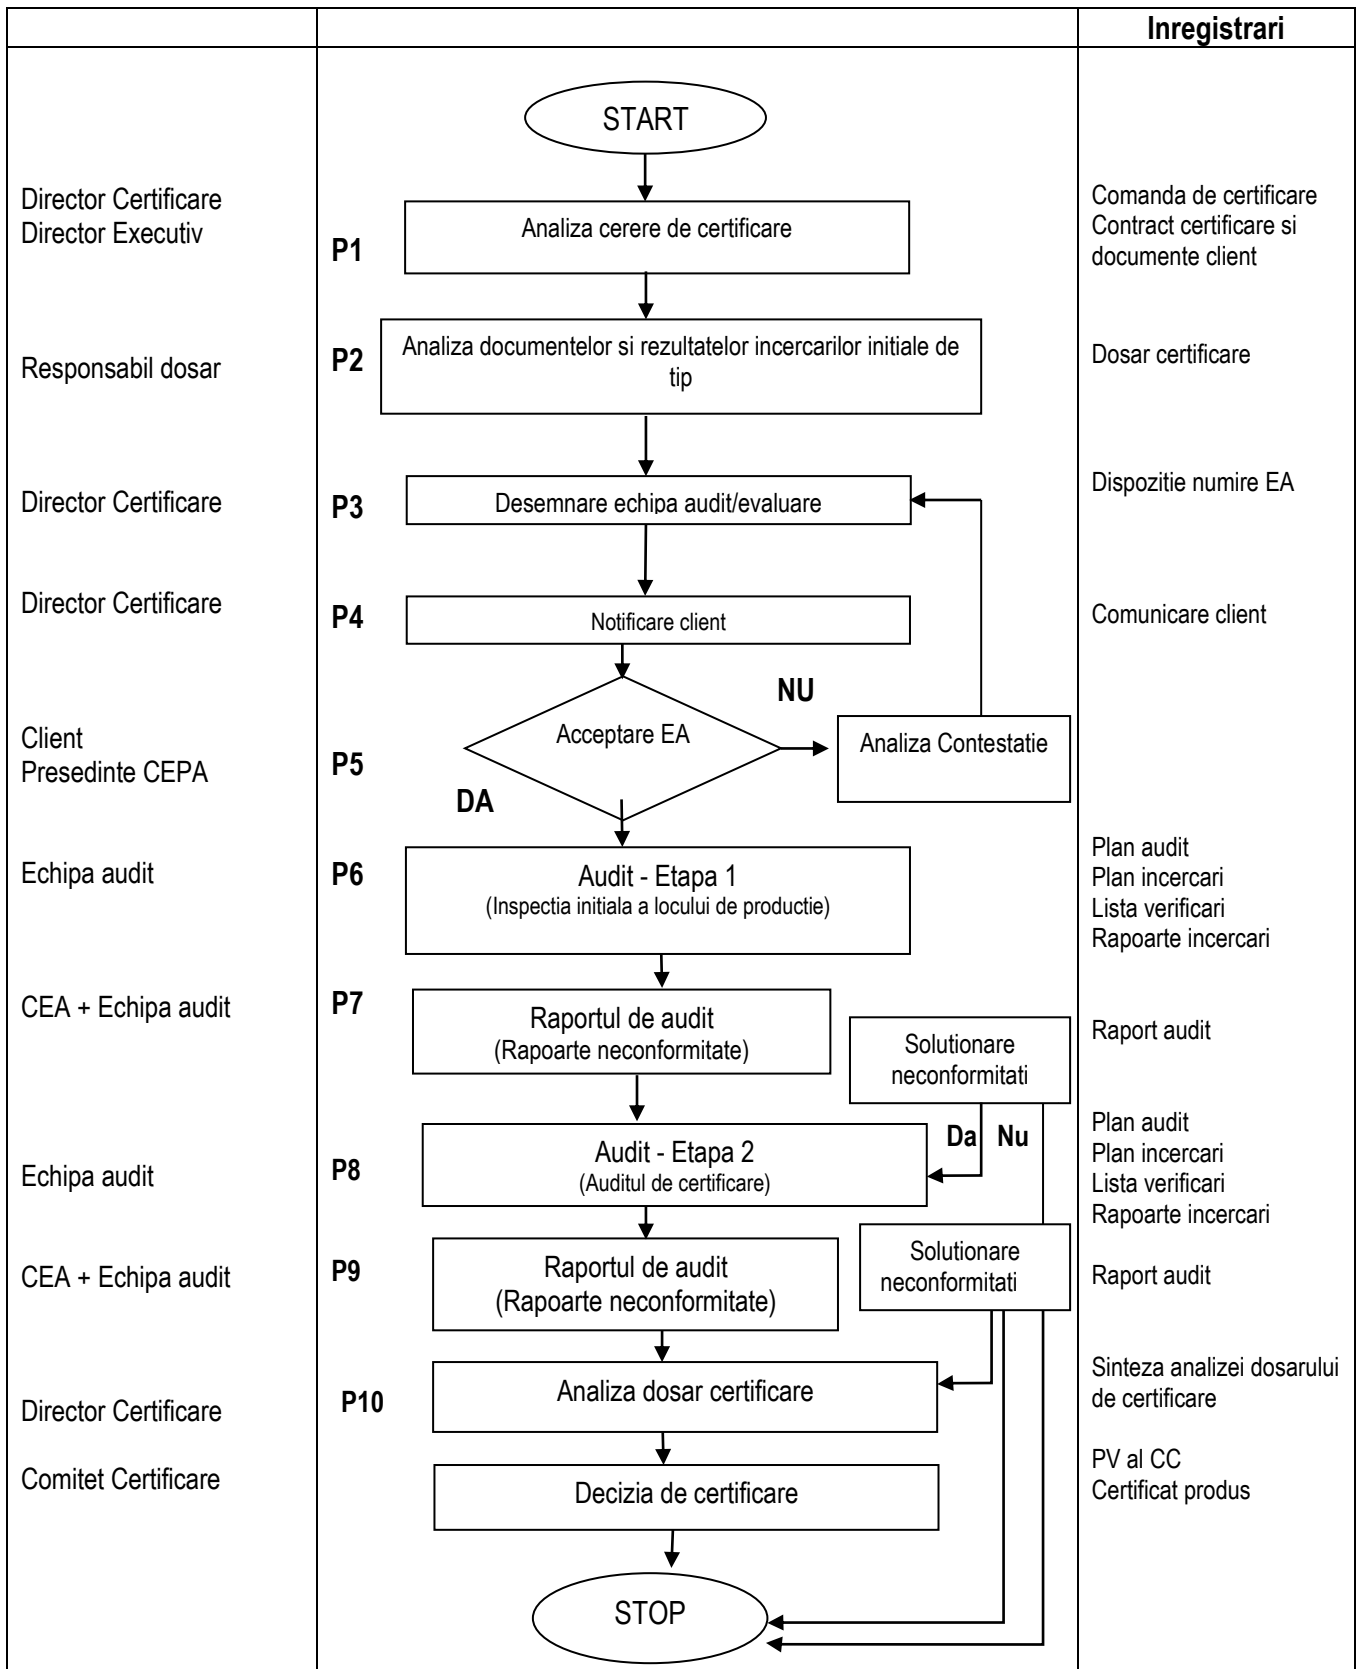 Inregistrari
START
Director Certificare
Director Executiv
P1
Analiza cerere de certificare
Comanda de certificare
Contract certificare si
documente client
Responsabil dosar
P2
Analiza documentelor si rezultatelor incercarilor initiale de
tip
Dosar certificare
Director Certificare
P3
Desemnare echipa audit/evaluare
Dispozitie numire EA
Director Certificare
P4
Notificare client
Comunicare client
Client
Presedinte CEPA
P5
Acceptare EA
NU
Analiza Contestatie
DA
Echipa audit
P6
Audit - Etapa 1
(Inspectia initiala a locului de productie)
Plan audit
Plan incercari
Lista verificari
Rapoarte incercari
CEA + Echipa audit
P7
Raportul de audit
(Rapoarte neconformitate)
Solutionare
neconformitati
Raport audit
Da Nu
Echipa audit
P8
Audit - Etapa 2
(Auditul de certificare)
Plan audit
Plan incercari
Lista verificari
Rapoarte incercari
CEA + Echipa audit
P9
Raportul de audit
(Rapoarte neconformitate)
Solutionare
neconformitati
Raport audit
Director Certificare
P10
Analiza dosar certificare
Sinteza analizei dosarului
de certificare
Comitet Certificare
Decizia de certificare
PV al CC
Certificat produs
STOP